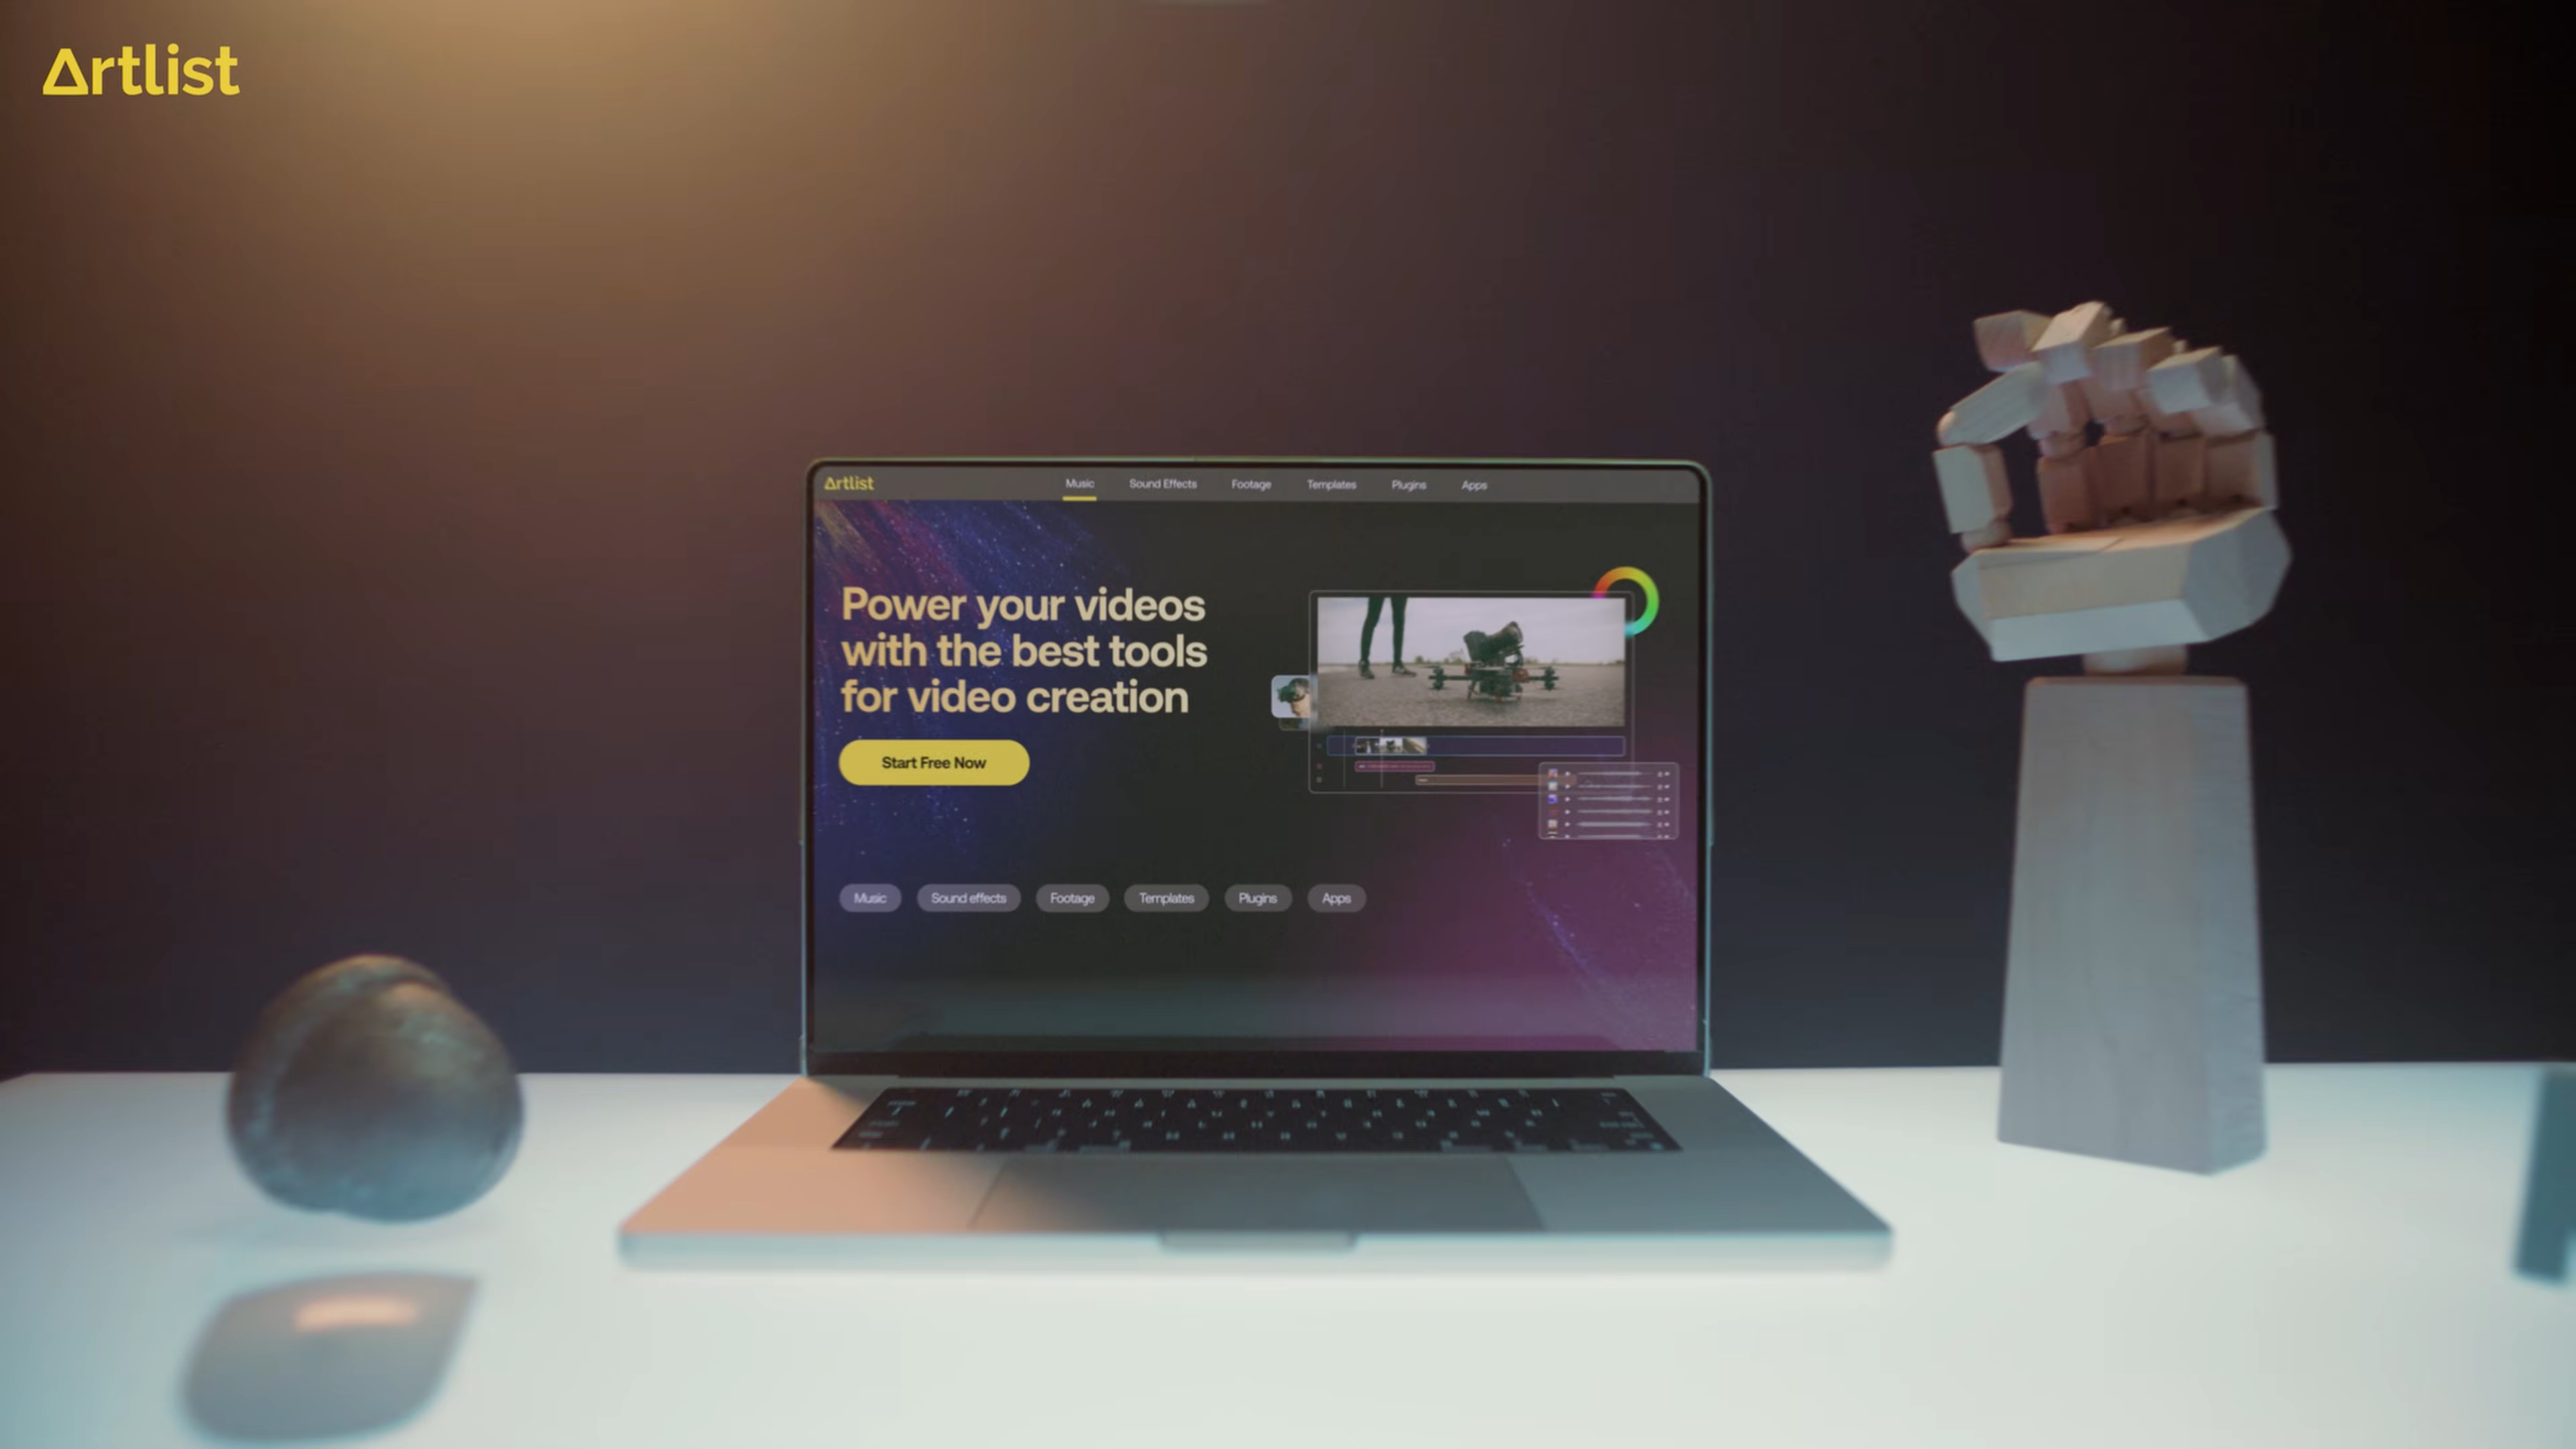 Artlist
Artlist
Music Sound Effects Footage Templates Plugins Apps
Power your videos
with the best tools
for video creation
Start Free Now
Music Sound effects Footage Templates Plugins Apps